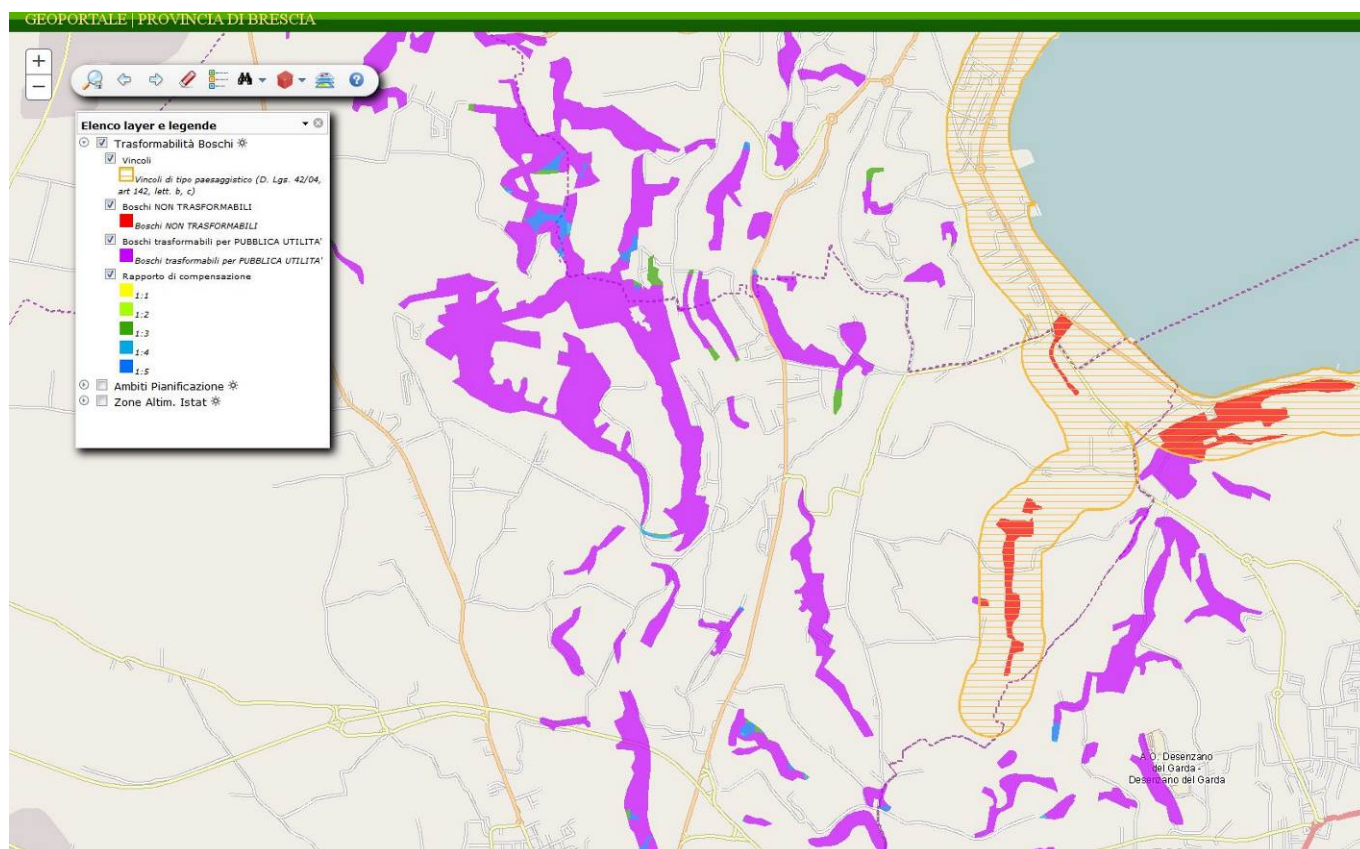 GEOPORTALE | PROVINCIA DI BRESCIA
+
−
Elenco layer e legende
Trasformabilità Boschi
Vincoli
Vincoli di tipo paesaggistico (D. Lgs. 42/04,
art 142, lett. b, c)
Boschi NON TRASFORMABILI
Boschi NON TRASFORMABILI
Boschi trasformabili per PUBBLICA UTILITA'
Boschi trasformabili per PUBBLICA UTILITA'
Rapporto di compensazione
1:1
1:2
1:3
1:4
1:5
Ambiti Pianificazione
Zone Altim. Istat
A.O. Desenzano
del Garda -
Desenzano del Garda